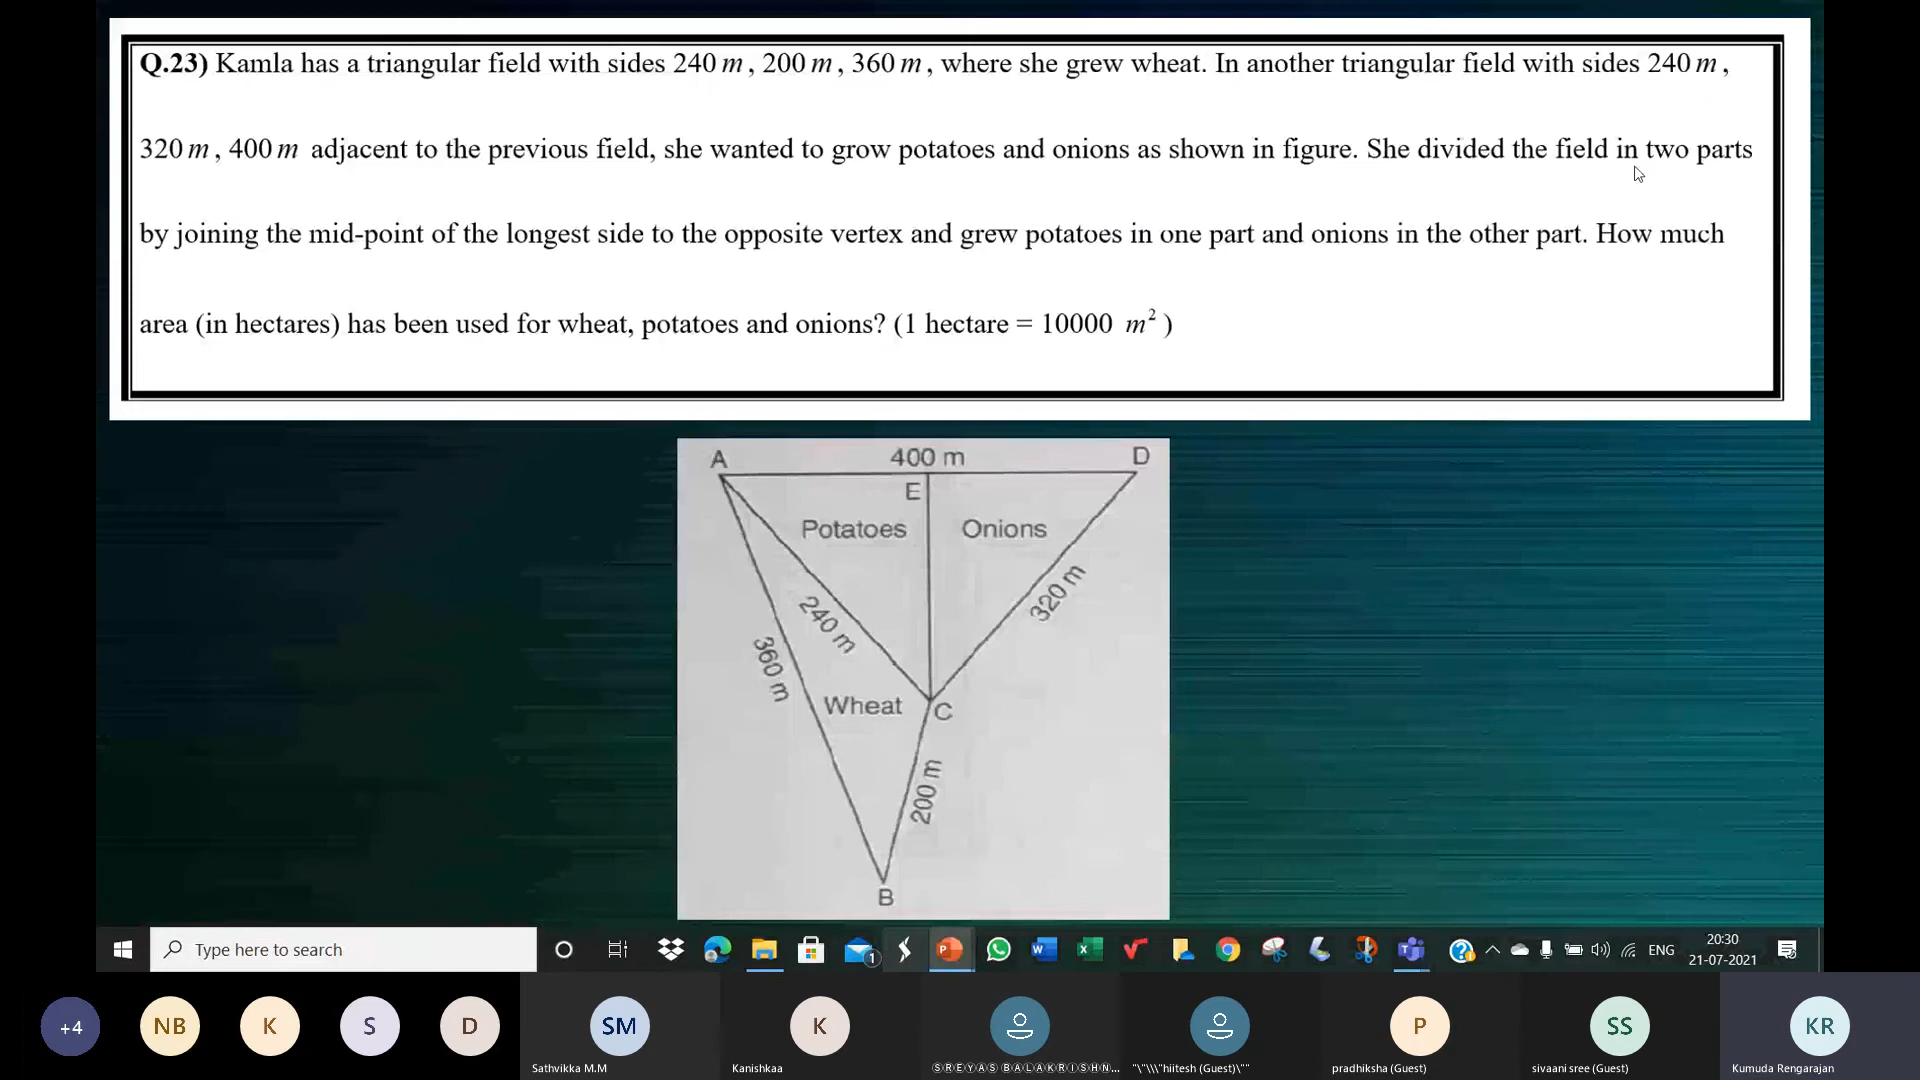 Q.23) Kamla has a triangular field with sides 240 m, 200 m, 360 m, where she grew wheat. In another triangular field with sides 240 m,
320 m, 400 m adjacent to the previous field, she wanted to grow potatoes and onions as shown in figure. She divided the field in two parts
by joining the mid-point of the longest side to the opposite vertex and grew potatoes in one part and onions in the other part. How much
area (in hectares) has been used for wheat, potatoes and onions? (1 hectare = 10000 m²)
A 400 m D
E
Potatoes Onions
240 m
320 m
360 m
Wheat C
200 m
B
Type here to search
1
ENG
20:30
21-07-2021
+4 NB K S D SM K P SS KR
Sathvikka M.M
Kanishkaa
ⓈⓇⒺⓎⒶⓈ ⒷⒶⓁⒶⓀⓇⒾⓈⒽⓃ...
"\"\\\"hiitesh (Guest)\""
pradhiksha (Guest)
sivaani sree (Guest)
Kumuda Rengarajan